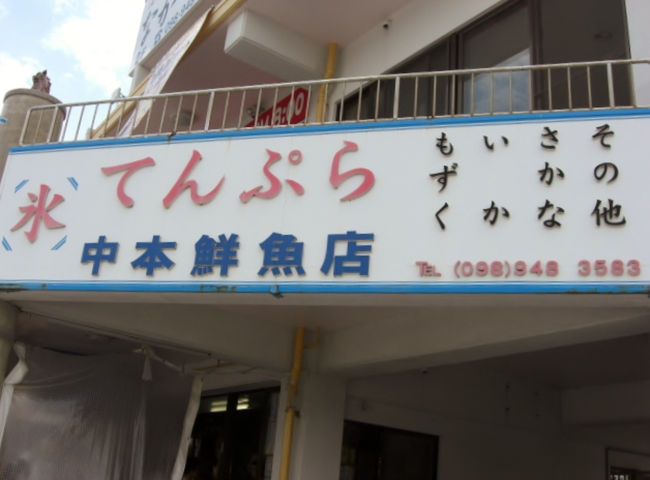 氷
てんぷら
中本鮮魚店
その他
さかな
いか
もずく
TEL (098)948 3583